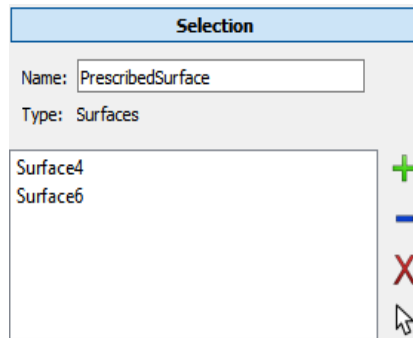 Selection
Name: PrescribedSurface
Type: Surfaces
Surface4
Surface6